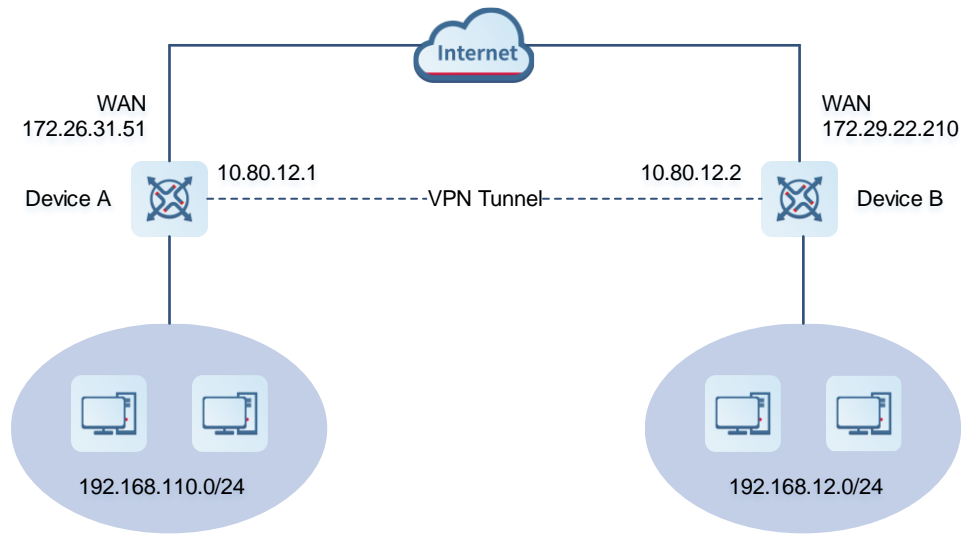 Internet
WAN
172.26.31.51
WAN
172.29.22.210
10.80.12.1
10.80.12.2
Device A
VPN Tunnel
Device B
192.168.110.0/24
192.168.12.0/24